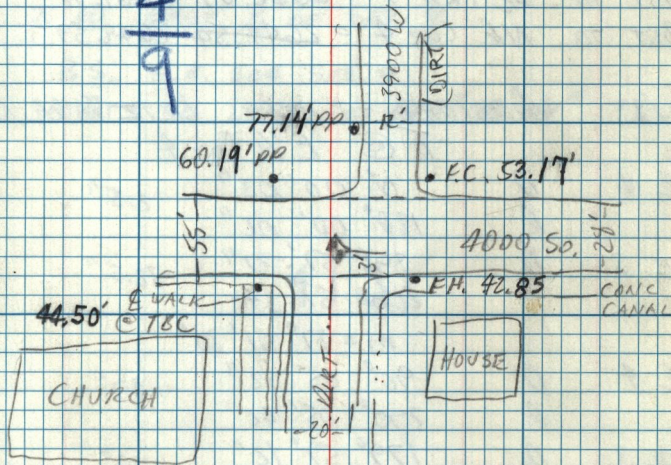 4/9
3900 W
(DIRT)
77.14' PP
12'
60.19' PP
F.C. 53.17'
55'
4000 So.
28'
3'
F.H. 42.85
CONC
CANAL
₵ WALK
44.50'
@ TBC
DIRT
HOUSE
CHURCH
20'